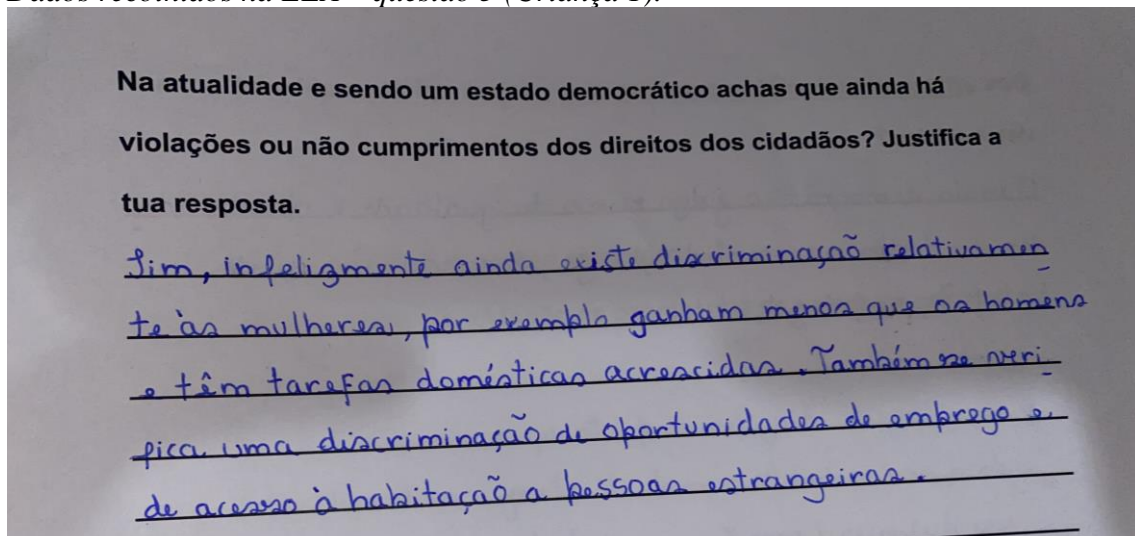 Na atualidade e sendo um estado democrático achas que ainda há
violações ou não cumprimentos dos direitos dos cidadãos? Justifica a
tua resposta.
Sim, infelizmente ainda existe discriminação relativamen
te às mulheres, por exemplo ganham menos que os homens
e têm tarefas domésticas acrescidas. Também se veri
fica uma discriminação de oportunidades de emprego e
de acesso à habitação a pessoas estrangeiras.